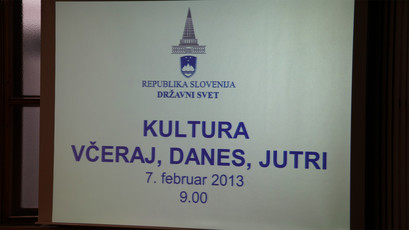 REPUBLIKA SLOVENIJA
DRŽAVNI SVET
KULTURA
VČERAJ, DANES, JUTRI
7. februar 2013
9.00